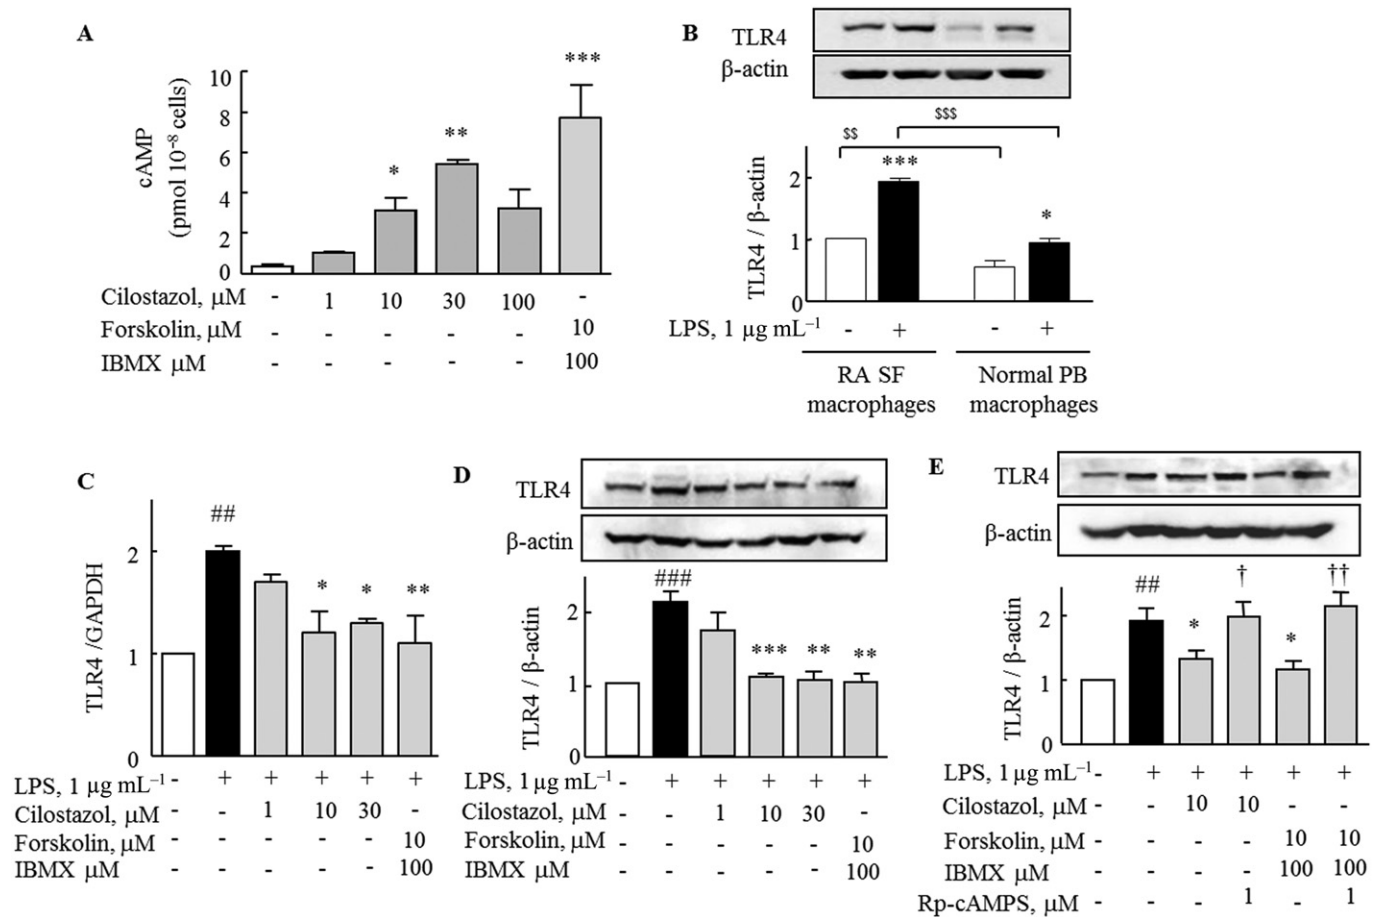 A
cAMP
(pmol 10⁻⁸ cells)
10
8
6
4
2
0
*
**
***
Cilostazol, μM - 1 10 30 100 -
Forskolin, μM - - - - - 10
IBMX μM - - - - - 100
B
TLR4
β-actin
$$
$$$
***
*
TLR4 / β-actin
2
1
0
LPS, 1 μg mL⁻¹ - + - +
RA SF
macrophages
Normal PB
macrophages
C
TLR4 /GAPDH
2
1
0
##
*
*
**
LPS, 1 μg mL⁻¹ - + + + + +
Cilostazol, μM - - 1 10 30 -
Forskolin, μM - - - - - 10
IBMX μM - - - - - 100
D
TLR4
β-actin
###
***
**
**
TLR4 / β-actin
2
1
0
LPS, 1 μg mL⁻¹ - + + + + +
Cilostazol, μM - - 1 10 30 -
Forskolin, μM - - - - - 10
IBMX μM - - - - - 100
E
TLR4
β-actin
##
*
†
*
††
TLR4 / β-actin
2
1
0
LPS, 1 μg mL⁻¹ - + + + + +
Cilostazol, μM - - 10 10 - -
Forskolin, μM - - - - 10 10
IBMX μM - - - - 100 100
Rp-cAMPS, μM - - - 1 - 1